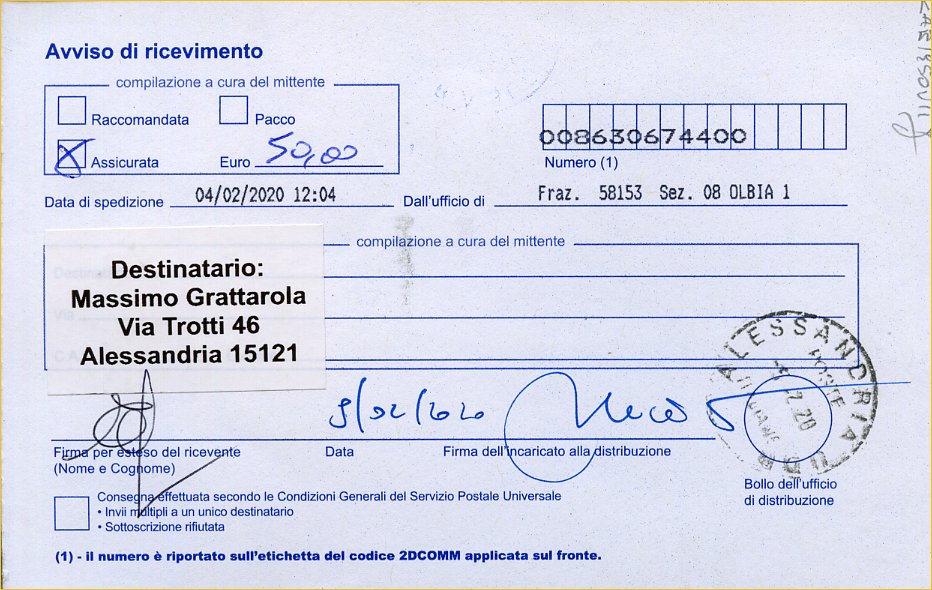 Avviso di ricevimento
compilazione a cura del mittente
Raccomandata
Pacco
Assicurata
Euro 50,00
008630674400
Numero (1)
Data di spedizione 04/02/2020 12:04
Dall'ufficio di Fraz. 58153 Sez. 08 OLBIA 1
compilazione a cura del mittente
Destinatario:
Massimo Grattarola
Via Trotti 46
Alessandria 15121
ALESSANDRIA UDR
POSTE ITALIANE
/02/2020
Firma per esteso del ricevente
(Nome e Cognome)
Data
Firma dell'incaricato alla distribuzione
Bollo dell'ufficio
di distribuzione
Consegna effettuata secondo le Condizioni Generali del Servizio Postale Universale
• Invii multipli a un unico destinatario
• Sottoscrizione rifiutata
(1) - il numero è riportato sull'etichetta del codice 2DCOMM applicata sul fronte.